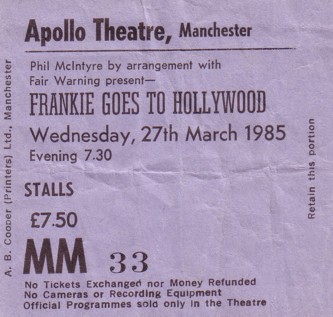 Apollo Theatre, Manchester
Phil McIntyre by arrangement with
Fair Warning present—
FRANKIE GOES TO HOLLYWOOD
Wednesday, 27th March 1985
Evening 7.30
STALLS
£7.50
MM 33
No Tickets Exchanged nor Money Refunded
No Cameras or Recording Equipment
Official Programmes sold only in the Theatre
A. B. Cooper (Printers) Ltd., Manchester
Retain this portion